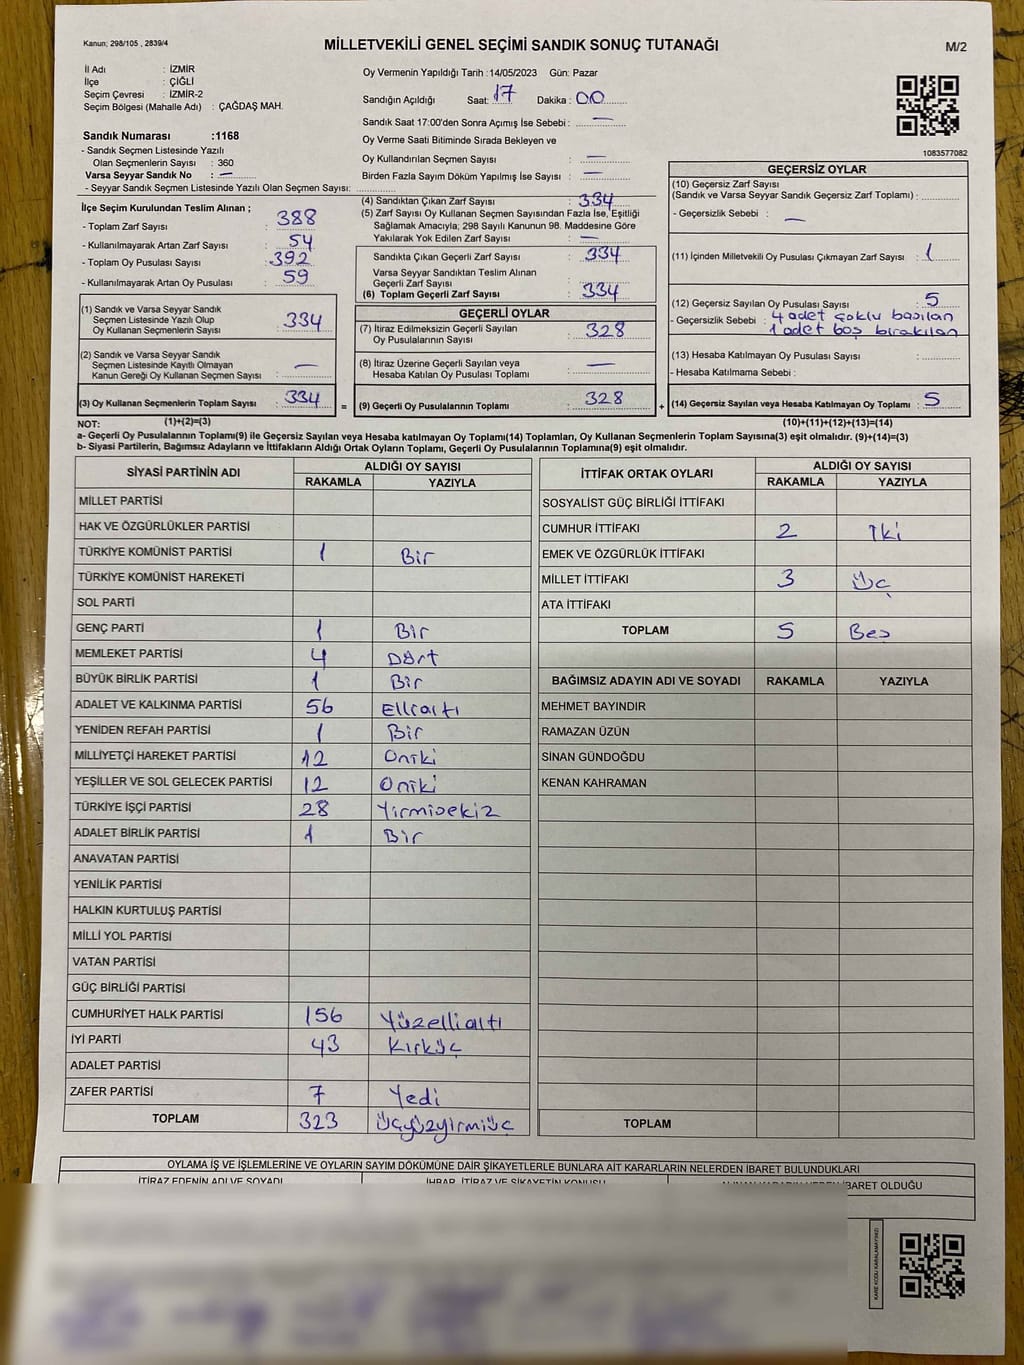 Kanun; 298/105 , 2839/4
MİLLETVEKİLİ GENEL SEÇİMİ SANDIK SONUÇ TUTANAĞI
M/2
İl Adı : İZMİR
İlçe : ÇİĞLİ
Seçim Çevresi : İZMİR-2
Seçim Bölgesi (Mahalle Adı) : ÇAĞDAŞ MAH.
Sandık Numarası :1168
- Sandık Seçmen Listesinde Yazılı
Olan Seçmenlerin Sayısı : 360
Varsa Seyyar Sandık No : —
- Seyyar Sandık Seçmen Listesinde Yazılı Olan Seçmen Sayısı:
Oy Vermenin Yapıldığı Tarih :14/05/2023 Gün: Pazar
Sandığın Açıldığı Saat: 17 Dakika : 00
Sandık Saat 17:00'den Sonra Açımış İse Sebebi : —
Oy Verme Saati Bitiminde Sırada Bekleyen ve
Oy Kullandırılan Seçmen Sayısı : —
Birden Fazla Sayım Döküm Yapılmış İse Sayısı : —
1083577082
İlçe Seçim Kurulundan Teslim Alınan ;
- Toplam Zarf Sayısı : 388
- Kullanılmayarak Artan Zarf Sayısı : 54
- Toplam Oy Pusulası Sayısı : 392
- Kullanılmayarak Artan Oy Pusulası : 59
(1) Sandık ve Varsa Seyyar Sandık
Seçmen Listesinde Yazılı Olup
Oy Kullanan Seçmenlerin Sayısı : 334
(2) Sandık ve Varsa Seyyar Sandık
Seçmen Listesinde Kayıtlı Olmayan
Kanun Gereği Oy Kullanan Seçmen Sayısı : —
(3) Oy Kullanan Seçmenlerin Toplam Sayısı : 334
(1)+(2)=(3)
(4) Sandıktan Çıkan Zarf Sayısı : 334
(5) Zarf Sayısı Oy Kullanan Seçmen Sayısından Fazla İse, Eşitliği
Sağlamak Amacıyla; 298 Sayılı Kanunun 98. Maddesine Göre
Yakılarak Yok Edilen Zarf Sayısı : —
Sandıkta Çıkan Geçerli Zarf Sayısı : 334
Varsa Seyyar Sandıktan Teslim Alınan
Geçerli Zarf Sayısı :
(6) Toplam Geçerli Zarf Sayısı : 334
GEÇERLİ OYLAR
(7) İtiraz Edilmeksizin Geçerli Sayılan
Oy Pusulalarının Sayısı : 328
(8) İtiraz Üzerine Geçerli Sayılan veya
Hesaba Katılan Oy Pusulası Toplamı : —
= (9) Geçerli Oy Pusulalarının Toplamı : 328
GEÇERSİZ OYLAR
(10) Geçersiz Zarf Sayısı
(Sandık ve Varsa Seyyar Sandık Geçersiz Zarf Toplamı) :
- Geçersizlik Sebebi : —
(11) İçinden Milletvekili Oy Pusulası Çıkmayan Zarf Sayısı : 1
(12) Geçersiz Sayılan Oy Pusulası Sayısı : 5
- Geçersizlik Sebebi : 4 adet çoklu basılan
1 adet boş bırakılan
(13) Hesaba Katılmayan Oy Pusulası Sayısı :
- Hesaba Katılmama Sebebi :
+ (14) Geçersiz Sayılan veya Hesaba Katılmayan Oy Toplamı : 5
(10)+(11)+(12)+(13)=(14)
NOT:
a- Geçerli Oy Pusulalarının Toplamı(9) ile Geçersiz Sayılan veya Hesaba katılmayan Oy Toplamı(14) Toplamları, Oy Kullanan Seçmenlerin Toplam Sayısına(3) eşit olmalıdır. (9)+(14)=(3)
b- Siyasi Partilerin, Bağımsız Adayların ve İttifakların Aldığı Ortak Oyların Toplamı, Geçerli Oy Pusulalarının Toplamına(9) eşit olmalıdır.
SİYASİ PARTİNİN ADI ALDIĞI OY SAYISI
RAKAMLA YAZIYLA
MİLLET PARTİSİ
HAK VE ÖZGÜRLÜKLER PARTİSİ
TÜRKİYE KOMÜNİST PARTİSİ 1 Bir
TÜRKİYE KOMÜNİST HAREKETİ
SOL PARTİ
GENÇ PARTİ 1 Bir
MEMLEKET PARTİSİ 4 Dört
BÜYÜK BİRLİK PARTİSİ 1 Bir
ADALET VE KALKINMA PARTİSİ 56 Ellialtı
YENİDEN REFAH PARTİSİ 1 Bir
MİLLİYETÇİ HAREKET PARTİSİ 12 Oniki
YEŞİLLER VE SOL GELECEK PARTİSİ 12 Oniki
TÜRKİYE İŞÇİ PARTİSİ 28 Yirmisekiz
ADALET BİRLİK PARTİSİ 1 Bir
ANAVATAN PARTİSİ
YENİLİK PARTİSİ
HALKIN KURTULUŞ PARTİSİ
MİLLİ YOL PARTİSİ
VATAN PARTİSİ
GÜÇ BİRLİĞİ PARTİSİ
CUMHURİYET HALK PARTİSİ 156 Yüzellialtı
İYİ PARTİ 43 Kırküç
ADALET PARTİSİ
ZAFER PARTİSİ 7 Yedi
TOPLAM 323 Üçyüzyirmiüç
İTTİFAK ORTAK OYLARI ALDIĞI OY SAYISI
RAKAMLA YAZIYLA
SOSYALİST GÜÇ BİRLİĞİ İTTİFAKI
CUMHUR İTTİFAKI 2 İki
EMEK VE ÖZGÜRLÜK İTTİFAKI
MİLLET İTTİFAKI 3 Üç
ATA İTTİFAKI
TOPLAM 5 Beş
BAĞIMSIZ ADAYIN ADI VE SOYADI RAKAMLA YAZIYLA
MEHMET BAYINDIR
RAMAZAN ÜZÜN
SİNAN GÜNDOĞDU
KENAN KAHRAMAN
TOPLAM
OYLAMA İŞ VE İŞLEMLERİNE VE OYLARIN SAYIM DÖKÜMÜNE DAİR ŞİKAYETLERLE BUNLARA AİT KARARLARIN NELERDEN İBARET BULUNDUKLARI
İTİRAZ EDENİN ADI VE SOYADI İHBAR, İTİRAZ VE ŞİKAYETİN KONUSU ALINAN KARARIN NEDEN İBARET OLDUĞU
KARE KODU KARALAMAYINIZ!